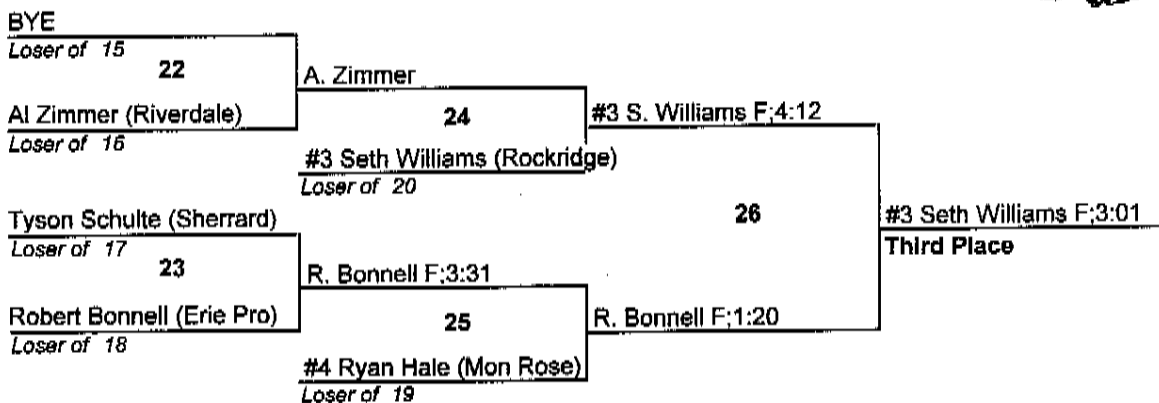 BYE
Loser of 15
22
A. Zimmer
Al Zimmer (Riverdale)
Loser of 16
24
#3 S. Williams F;4:12
#3 Seth Williams (Rockridge)
Loser of 20
Tyson Schulte (Sherrard)
Loser of 17
26
#3 Seth Williams F;3:01
Third Place
23
R. Bonnell F;3:31
Robert Bonnell (Erie Pro)
Loser of 18
25
R. Bonnell F;1:20
#4 Ryan Hale (Mon Rose)
Loser of 19